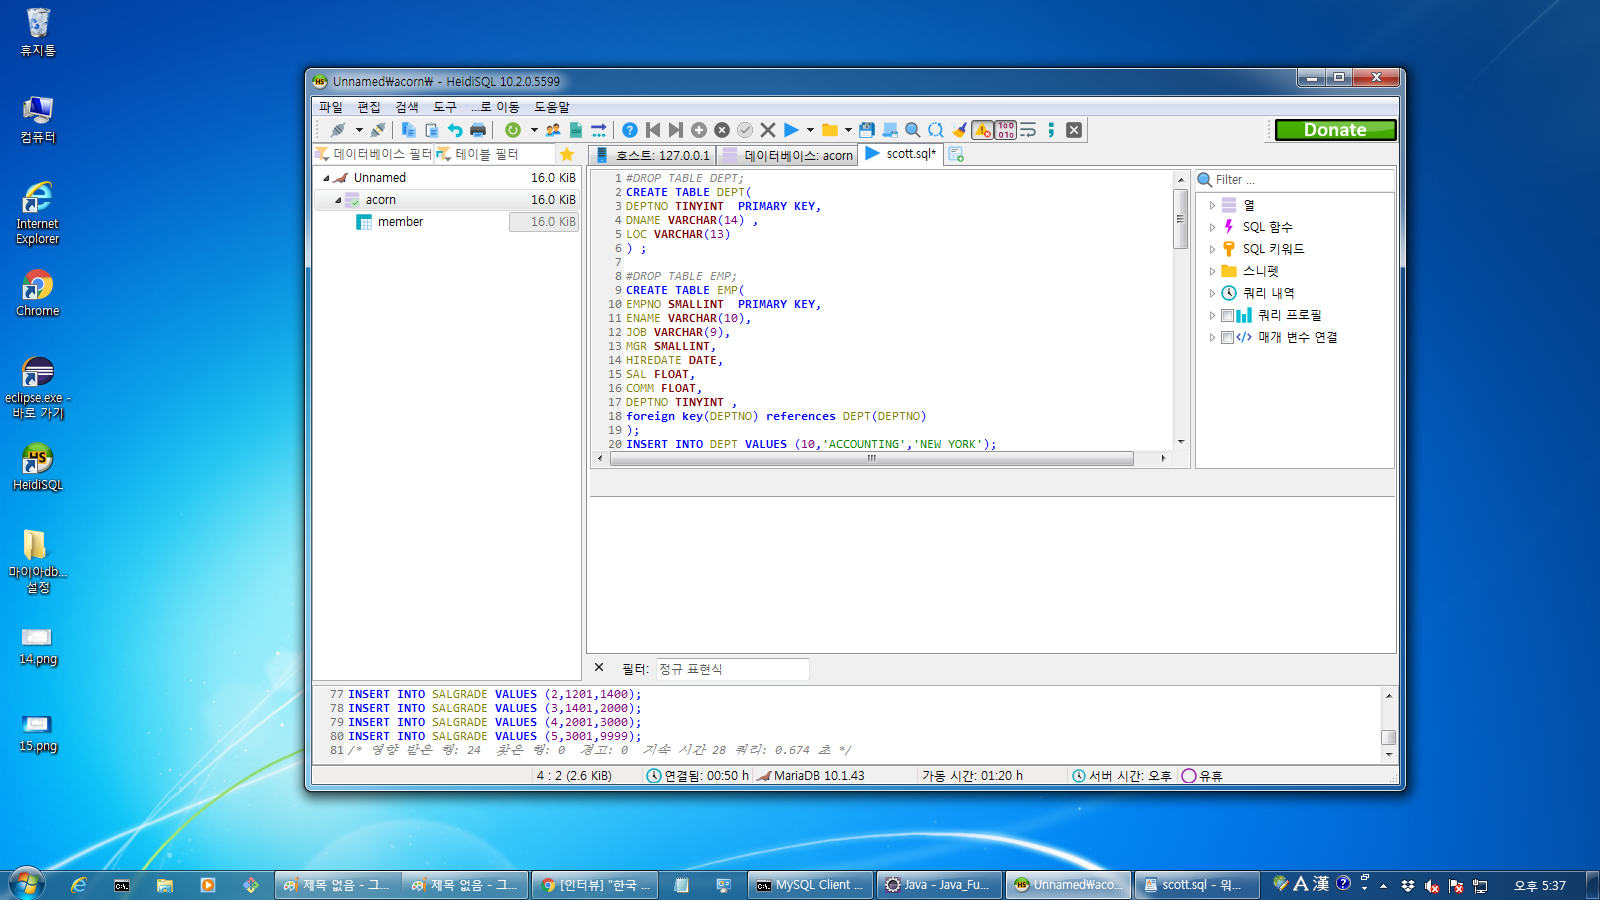 휴지통
컴퓨터
Internet
Explorer
Chrome
eclipse.exe -
바로 가기
HeidiSQL
마이아db...
설정
14.png
15.png
Unnamed₩acorn₩ - HeidiSQL 10.2.0.5599
파일 편집 검색 도구 ...로 이동 도움말
Donate
데이터베이스 필터 테이블 필터
호스트: 127.0.0.1 데이터베이스: acorn scott.sql*
Unnamed 16.0 KiB
acorn 16.0 KiB
member 16.0 KiB
1 #DROP TABLE DEPT;
2 CREATE TABLE DEPT(
3 DEPTNO TINYINT  PRIMARY KEY,
4 DNAME VARCHAR(14) ,
5 LOC VARCHAR(13)
6 ) ;
7
8 #DROP TABLE EMP;
9 CREATE TABLE EMP(
10 EMPNO SMALLINT  PRIMARY KEY,
11 ENAME VARCHAR(10),
12 JOB VARCHAR(9),
13 MGR SMALLINT,
14 HIREDATE DATE,
15 SAL FLOAT,
16 COMM FLOAT,
17 DEPTNO TINYINT ,
18 foreign key(DEPTNO) references DEPT(DEPTNO)
19 );
20 INSERT INTO DEPT VALUES (10,'ACCOUNTING','NEW YORK');
Filter ...
열
SQL 함수
SQL 키워드
스니펫
쿼리 내역
쿼리 프로필
매개 변수 연결
필터: 정규 표현식
77 INSERT INTO SALGRADE VALUES (2,1201,1400);
78 INSERT INTO SALGRADE VALUES (3,1401,2000);
79 INSERT INTO SALGRADE VALUES (4,2001,3000);
80 INSERT INTO SALGRADE VALUES (5,3001,9999);
81 /* 영향 받은 행: 24  찾은 행: 0  경고: 0  지속 시간 28 쿼리: 0.674 초 */
4 : 2 (2.6 KiB) 연결됨: 00:50 h MariaDB 10.1.43 가동 시간: 01:20 h 서버 시간: 오후 유휴
제목 없음 - 그... 제목 없음 - 그... [인터뷰] "한국 ... MySQL Client ... Java - Java_Fu... Unnamed₩aco... scott.sql - 워... A 漢 오후 5:37